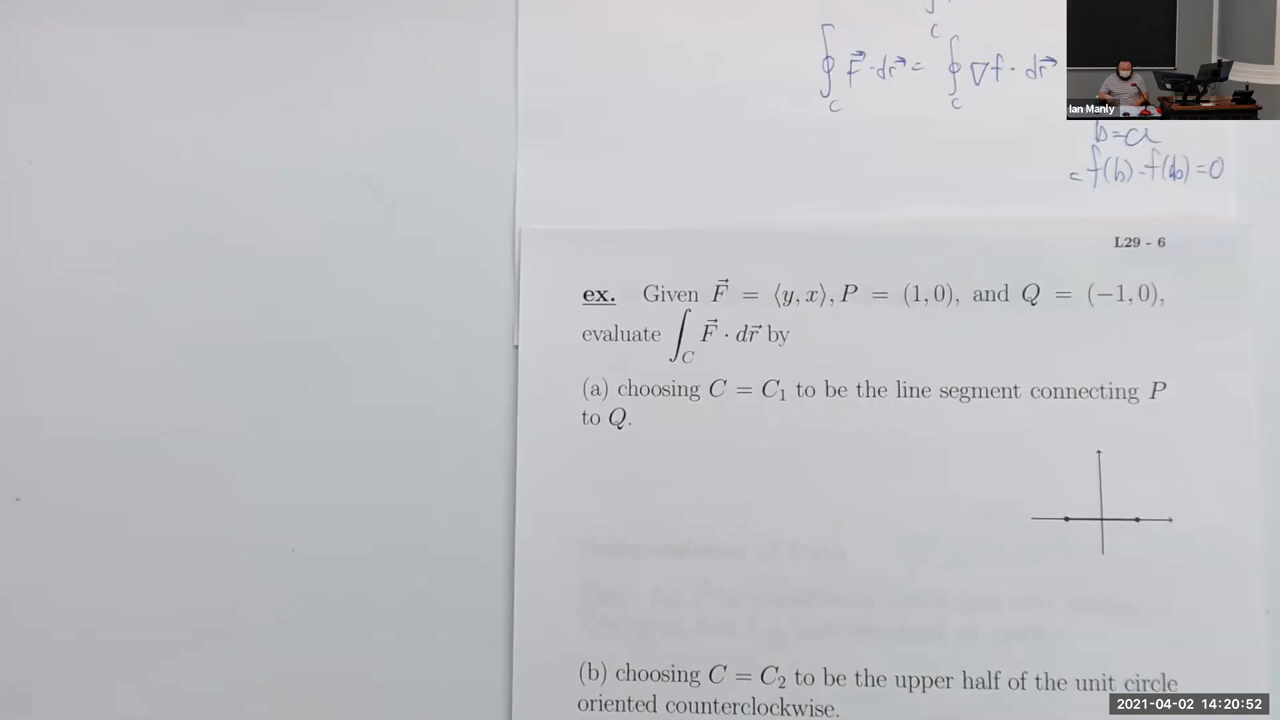 C
∮_C F⃗ · dr⃗ = ∮_C ∇f · dr⃗
Ian Manly
b=a
= f(b) - f(a) = 0
L29 - 6
ex. Given F⃗ = ⟨y, x⟩, P = (1, 0), and Q = (−1, 0),
evaluate ∫_C F⃗ · dr⃗ by
(a) choosing C = C₁ to be the line segment connecting P
to Q.
(b) choosing C = C₂ to be the upper half of the unit circle
oriented counterclockwise.
2021-04-02 14:20:52